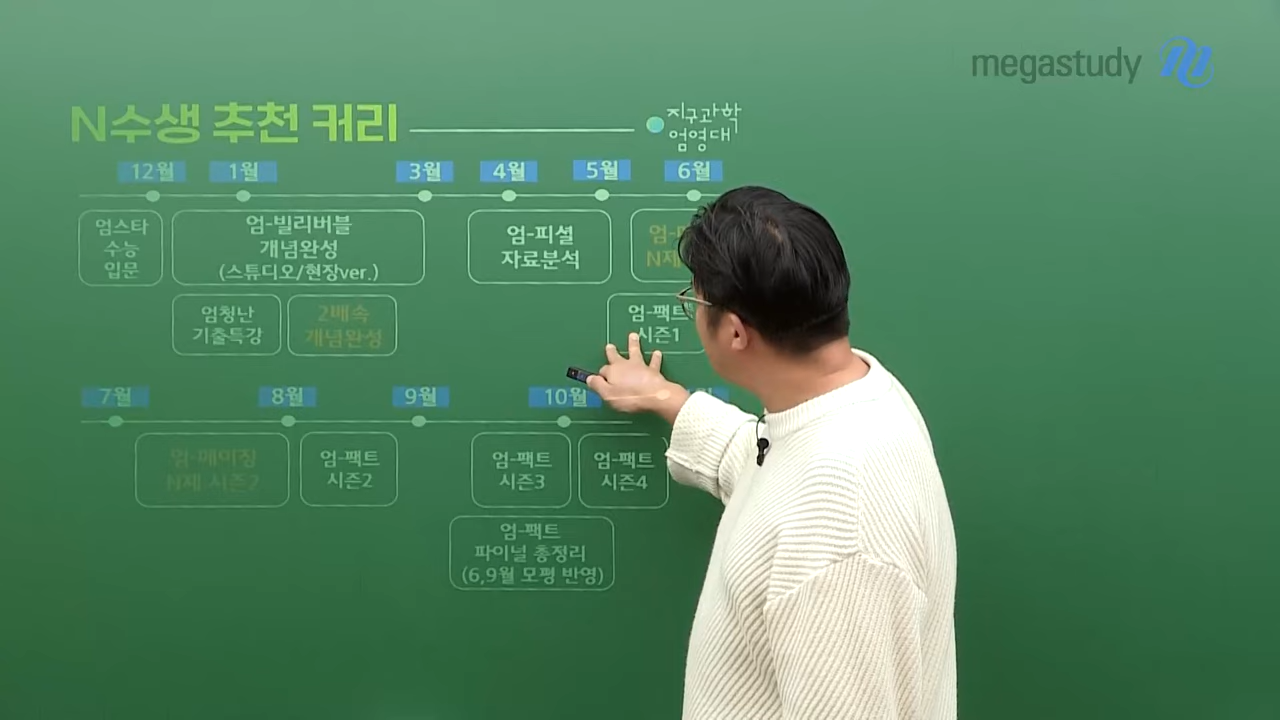 megastudy
N수생 추천 커리
지구과학
엄영대
12월 1월 3월 4월 5월 6월
엄스타
수능
입문
엄-빌리버블
개념완성
(스튜디오/현장ver.)
엄-피셜
자료분석
엄-
N제
엄청난
기출특강
2배속
개념완성
엄-팩트
시즌1
7월 8월 9월 10월
엄-매이징
N제 시즌2
엄-팩트
시즌2
엄-팩트
시즌3
엄-팩트
시즌4
엄-팩트
파이널 총정리
(6,9월 모평 반영)